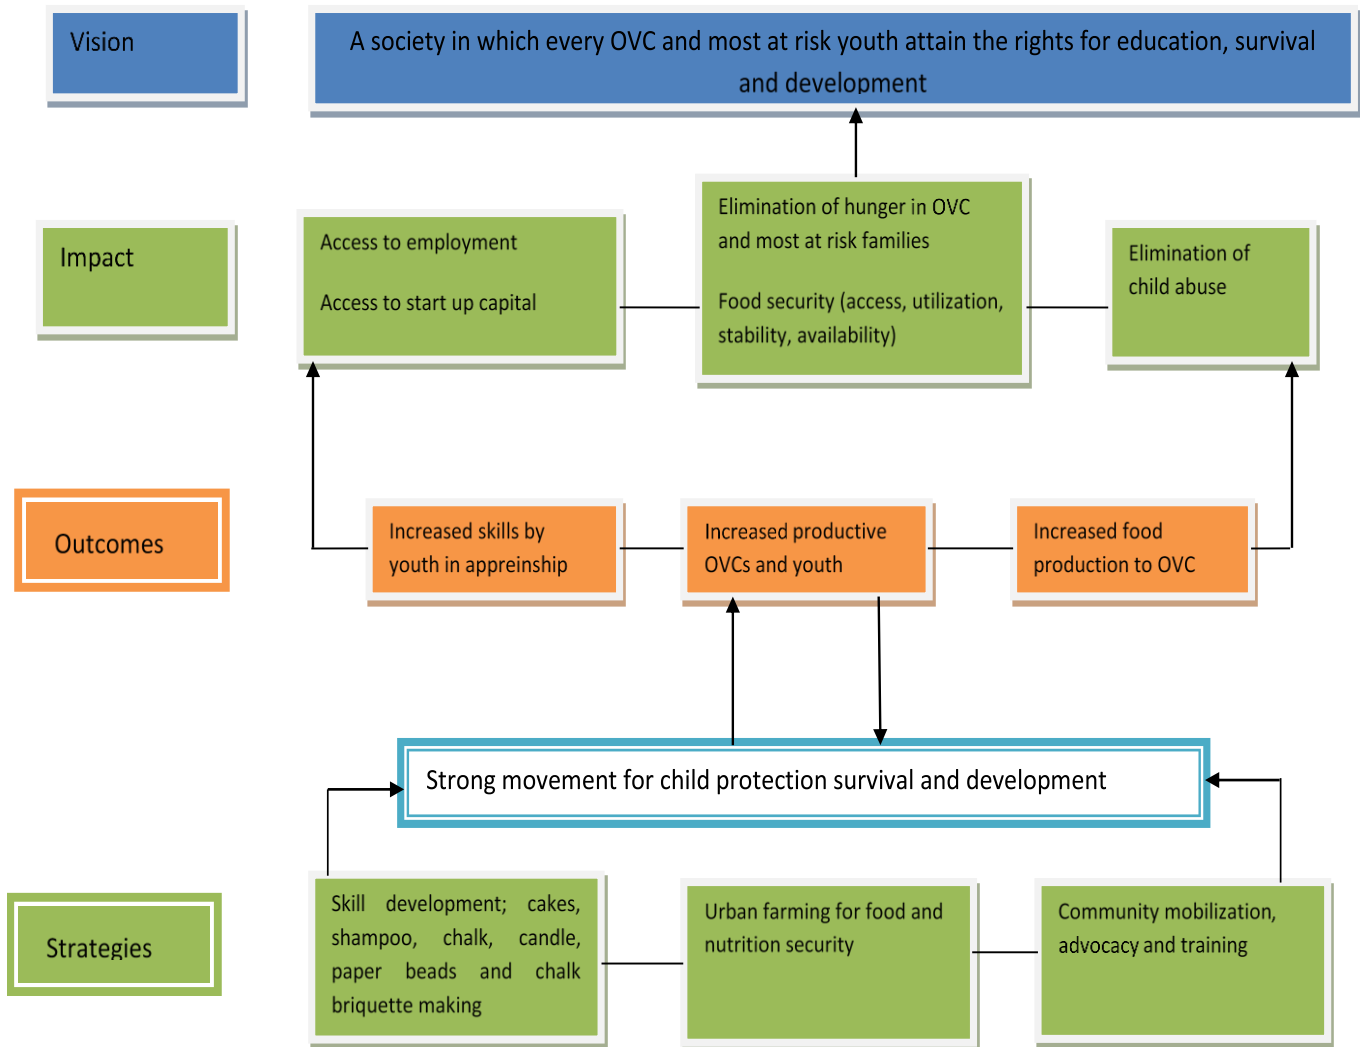 Vision
A society in which every OVC and most at risk youth attain the rights for education, survival
and development
Impact
Access to employment
Access to start up capital
Elimination of hunger in OVC
and most at risk families
Food security (access, utilization,
stability, availability)
Elimination of
child abuse
Outcomes
Increased skills by
youth in appreinship
Increased productive
OVCs and youth
Increased food
production to OVC
Strong movement for child protection survival and development
Strategies
Skill development; cakes,
shampoo, chalk, candle,
paper beads and chalk
briquette making
Urban farming for food and
nutrition security
Community mobilization,
advocacy and training